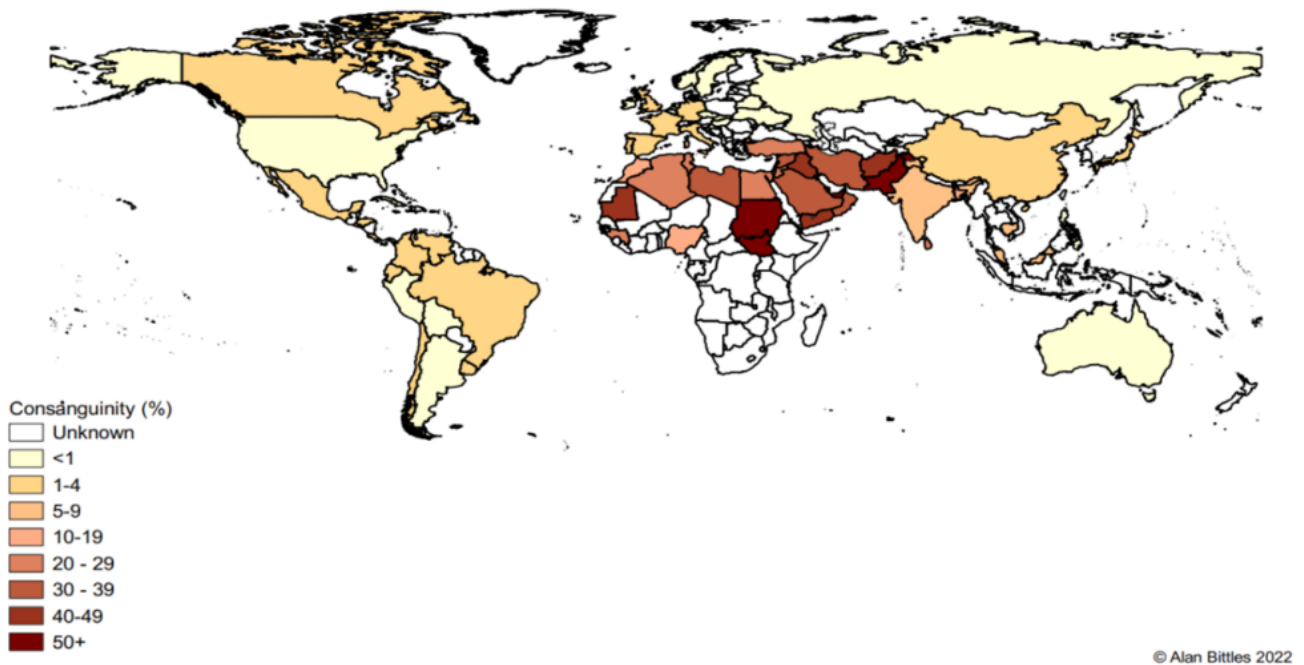 Consanguinity (%)
Unknown
<1
1-4
5-9
10-19
20 - 29
30 - 39
40-49
50+
© Alan Bittles 2022